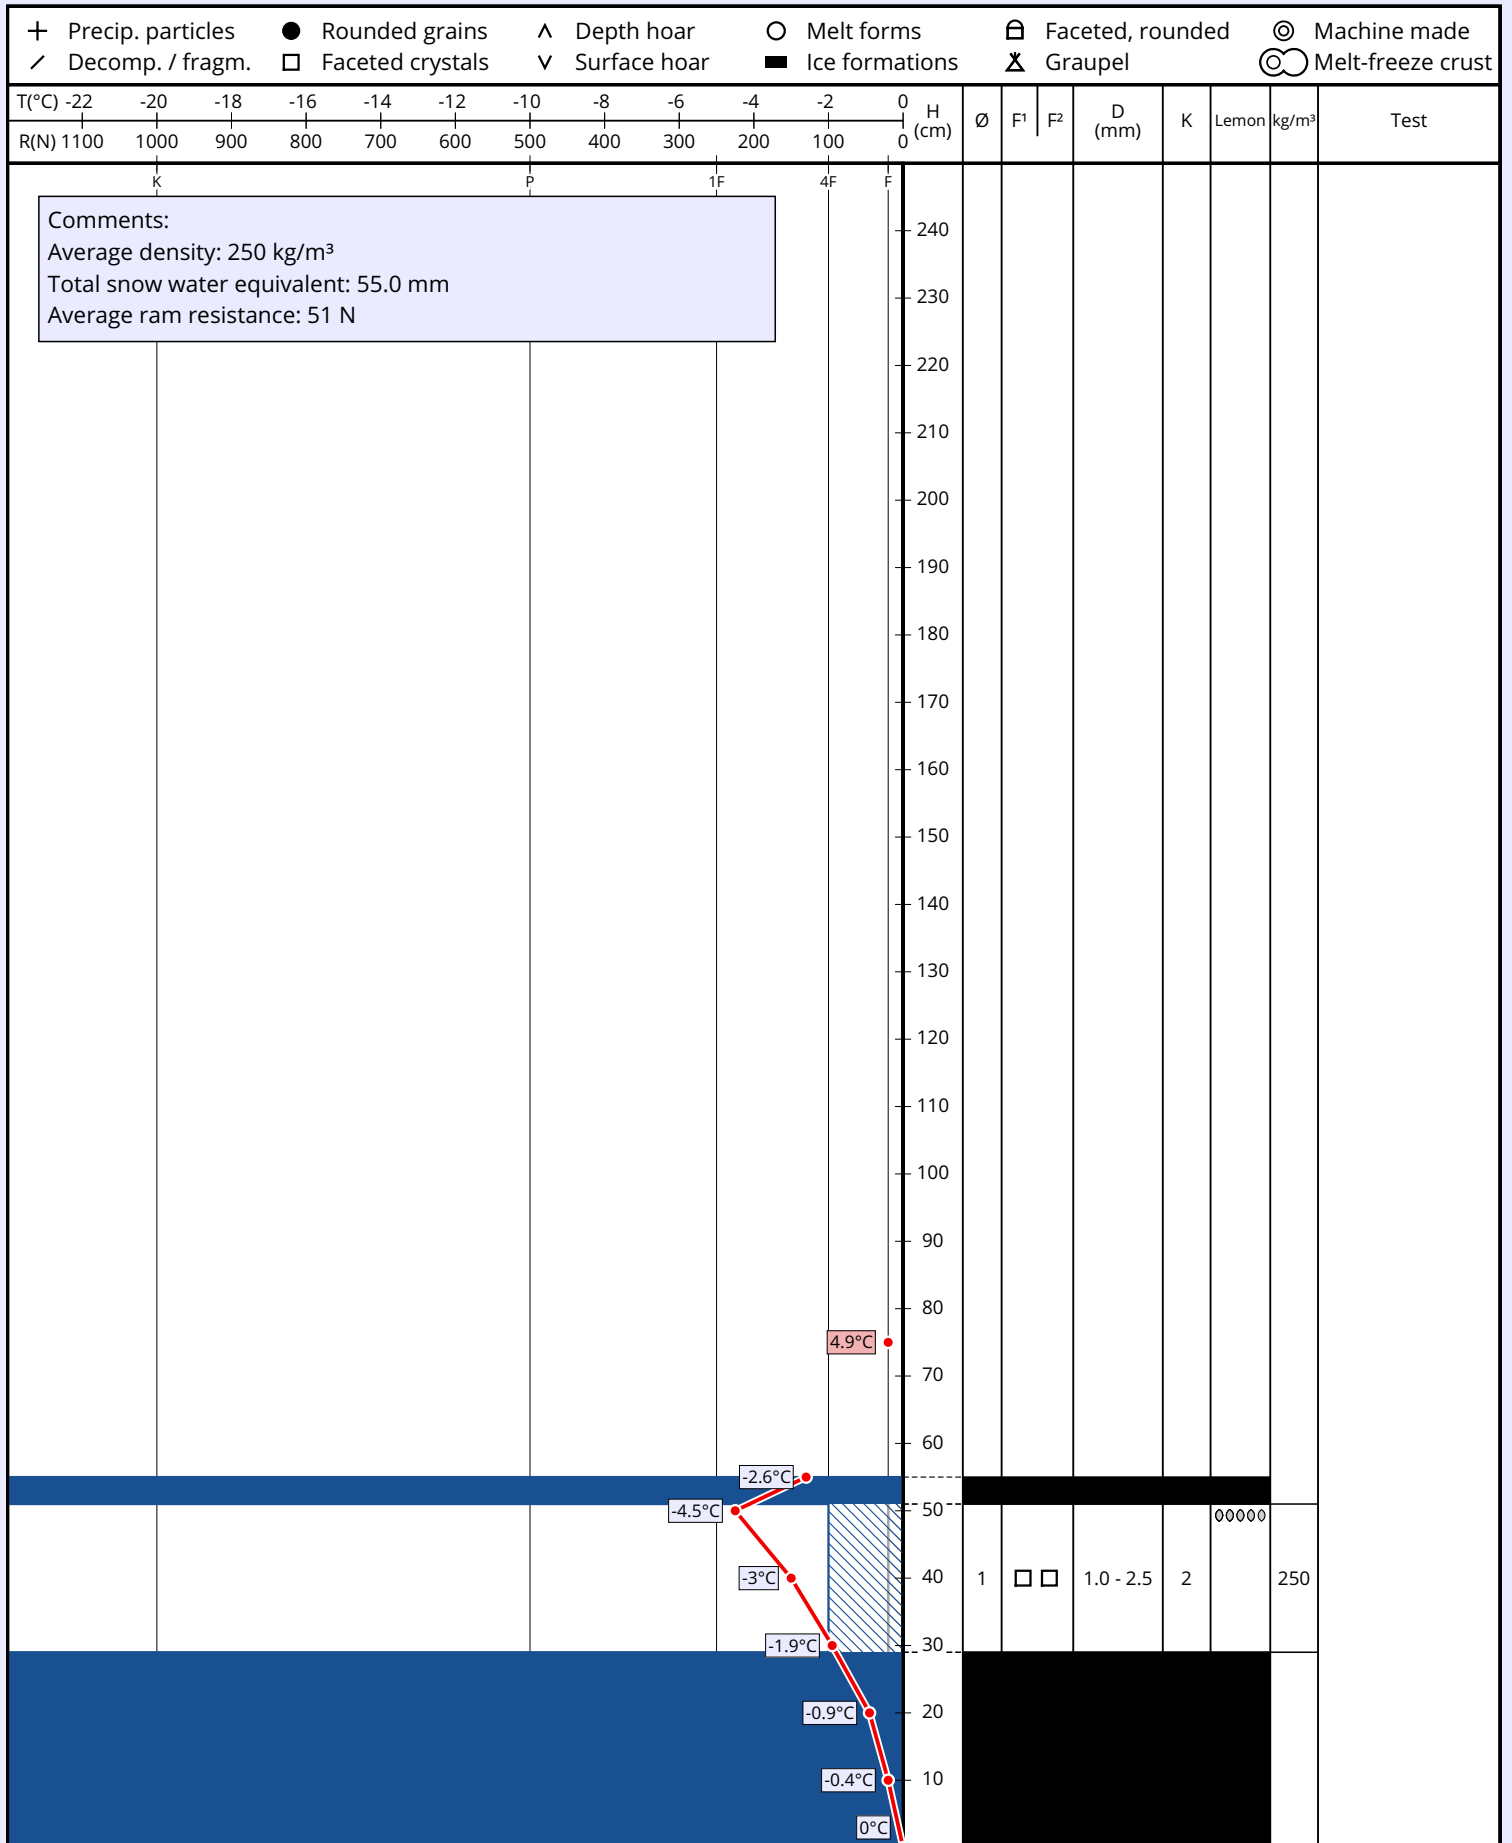 Precip. particles Rounded grains Depth hoar Melt forms Faceted, rounded Machine made
Decomp. / fragm. Faceted crystals Surface hoar Ice formations Graupel Melt-freeze crust
T(°C) -22 -20 -18 -16 -14 -12 -10 -8 -6 -4 -2 0
R(N) 1100 1000 900 800 700 600 500 400 300 200 100 0
H (cm) Ø F¹ F² D (mm) K Lemon kg/m³ Test
K P 1F 4F F
Comments:
Average density: 250 kg/m³
Total snow water equivalent: 55.0 mm
Average ram resistance: 51 N
240
230
220
210
200
190
180
170
160
150
140
130
120
110
100
90
80
4.9°C
70
60
-2.6°C
-4.5°C 50
-3°C 40 1 1.0 - 2.5 2 250
-1.9°C 30
-0.9°C 20
-0.4°C 10
0°C